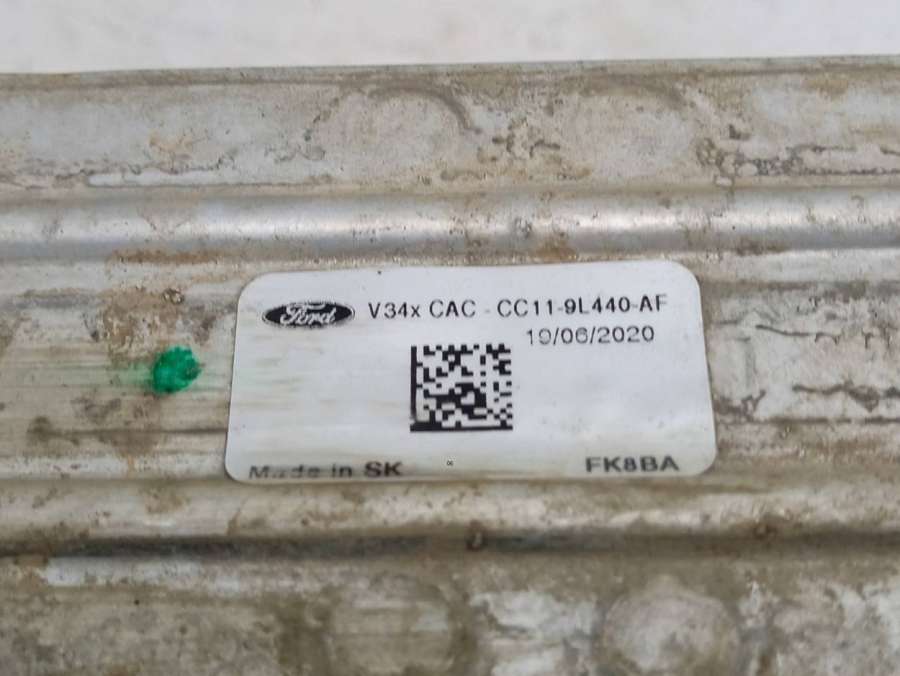 Ford V34x CAC - CC11-9L440-AF
19/06/2020
Made in SK FK8BA